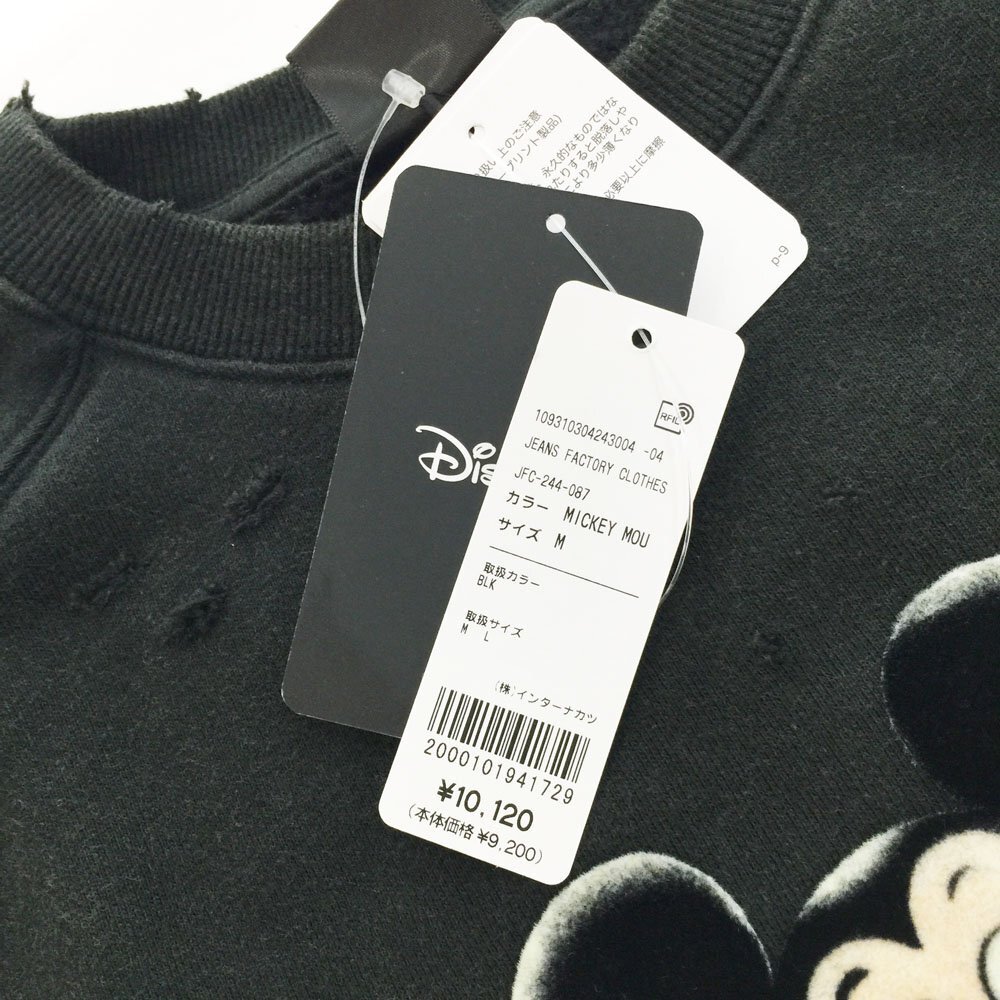 扱い上のご注意
プリント製品)
永久的なものではな
たりすると脱落しや
より多少薄くなり
必要以上に摩擦
p-9
Dis
RFID
109310304243004 -04
JEANS FACTORY CLOTHES
JFC-244-087
カラー MICKEY MOU
サイズ M
取扱カラー
BLK
取扱サイズ
M L
(株)インターナカツ
2000101941729
¥10,120
(本体価格 ¥9,200)